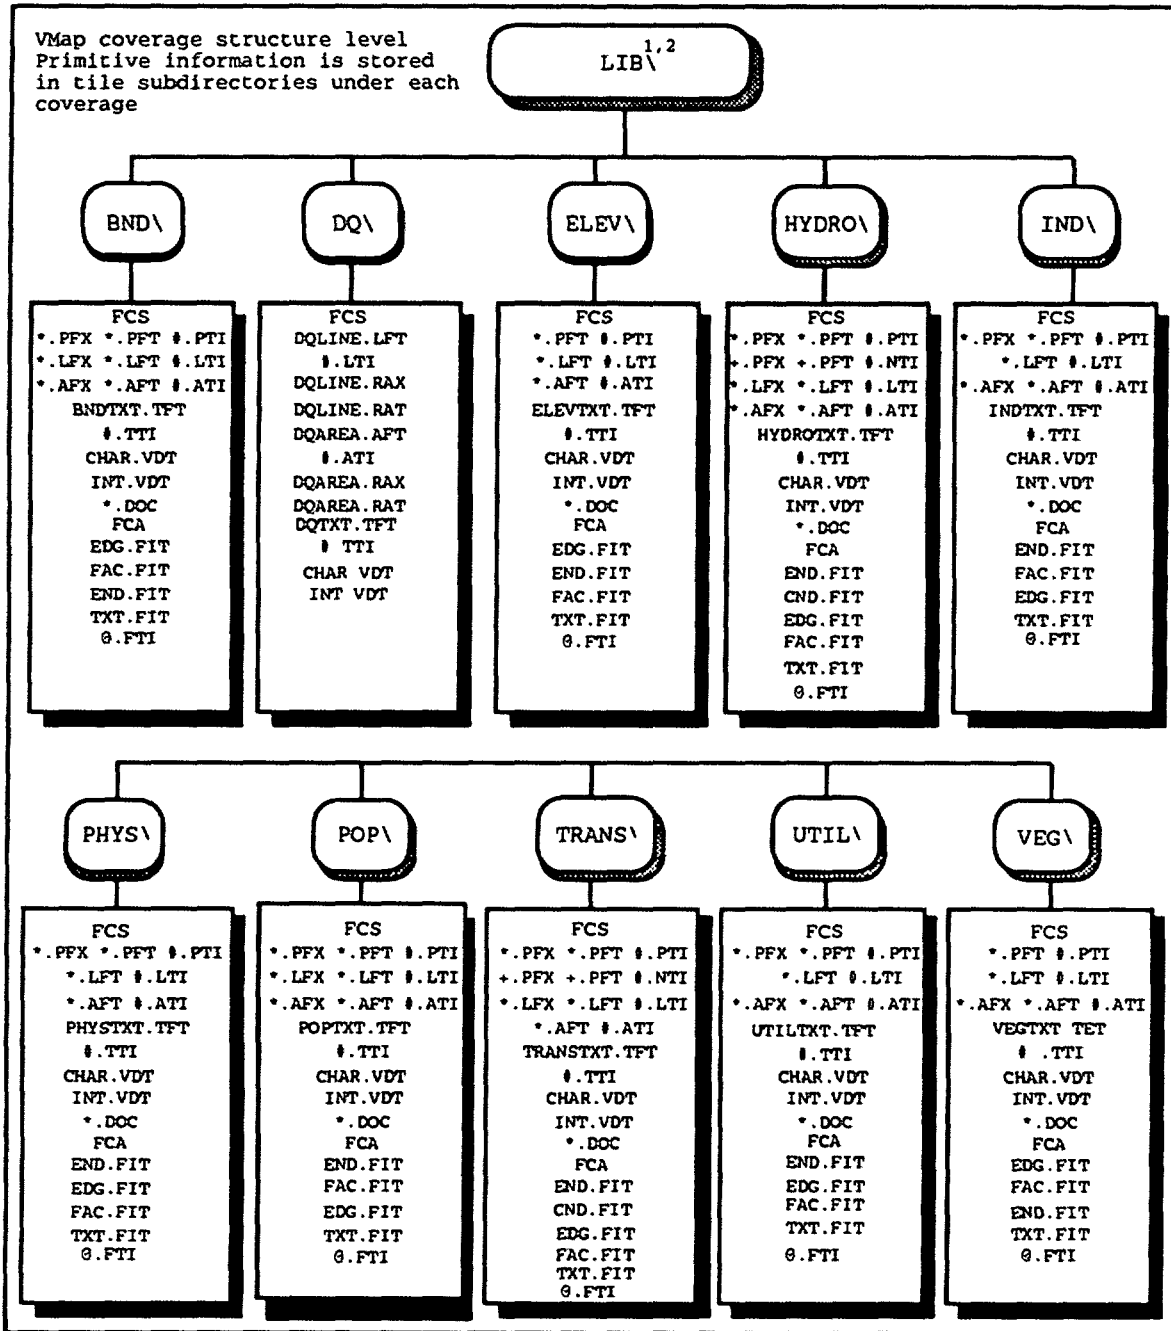 VMap coverage structure level
Primitive information is stored
in tile subdirectories under each
coverage
LIB\ 1,2
BND\
DQ\
ELEV\
HYDRO\
IND\
FCS
*.PFX *.PFT #.PTI
*.LFX *.LFT #.LTI
*.AFX *.AFT #.ATI
BNDTXT.TFT
#.TTI
CHAR.VDT
INT.VDT
*.DOC
FCA
EDG.FIT
FAC.FIT
END.FIT
TXT.FIT
@.FTI
FCS
DQLINE.LFT
#.LTI
DQLINE.RAX
DQLINE.RAT
DQAREA.AFT
#.ATI
DQAREA.RAX
DQAREA.RAT
DQTXT.TFT
# TTI
CHAR VDT
INT VDT
FCS
*.PFT #.PTI
*.LFT #.LTI
*.AFT #.ATI
ELEVTXT.TFT
#.TTI
CHAR.VDT
INT.VDT
*.DOC
FCA
EDG.FIT
END.FIT
FAC.FIT
TXT.FIT
@.FTI
FCS
*.PFX *.PFT #.PTI
+.PFX +.PFT #.NTI
*.LFX *.LFT #.LTI
*.AFX *.AFT #.ATI
HYDROTXT.TFT
#.TTI
CHAR.VDT
INT.VDT
*.DOC
FCA
END.FIT
CND.FIT
EDG.FIT
FAC.FIT
TXT.FIT
@.FTI
FCS
*.PFX *.PFT #.PTI
*.LFT #.LTI
*.AFX *.AFT #.ATI
INDTXT.TFT
#.TTI
CHAR.VDT
INT.VDT
*.DOC
FCA
END.FIT
FAC.FIT
EDG.FIT
TXT.FIT
@.FTI
PHYS\
POP\
TRANS\
UTIL\
VEG\
FCS
*.PFX *.PFT #.PTI
*.LFT #.LTI
*.AFT #.ATI
PHYSTXT.TFT
#.TTI
CHAR.VDT
INT.VDT
*.DOC
FCA
END.FIT
EDG.FIT
FAC.FIT
TXT.FIT
@.FTI
FCS
*.PFX *.PFT #.PTI
*.LFX *.LFT #.LTI
*.AFX *.AFT #.ATI
POPTXT.TFT
#.TTI
CHAR.VDT
INT.VDT
*.DOC
FCA
END.FIT
FAC.FIT
EDG.FIT
TXT.FIT
@.FTI
FCS
*.PFX *.PFT #.PTI
+.PFX +.PFT #.NTI
*.LFX *.LFT #.LTI
*.AFT #.ATI
TRANSTXT.TFT
#.TTI
CHAR.VDT
INT.VDT
*.DOC
FCA
END.FIT
CND.FIT
EDG.FIT
FAC.FIT
TXT.FIT
@.FTI
FCS
*.PFX *.PFT #.PTI
*.LFT #.LTI
*.AFX *.AFT #.ATI
UTILTXT.TFT
#.TTI
CHAR.VDT
INT.VDT
*.DOC
FCA
END.FIT
EDG.FIT
FAC.FIT
TXT.FIT
@.FTI
FCS
*.PFT #.PTI
*.LFT #.LTI
*.AFX *.AFT #.ATI
VEGTXT TET
# .TTI
CHAR.VDT
INT.VDT
*.DOC
FCA
EDG.FIT
FAC.FIT
END.FIT
TXT.FIT
@.FTI